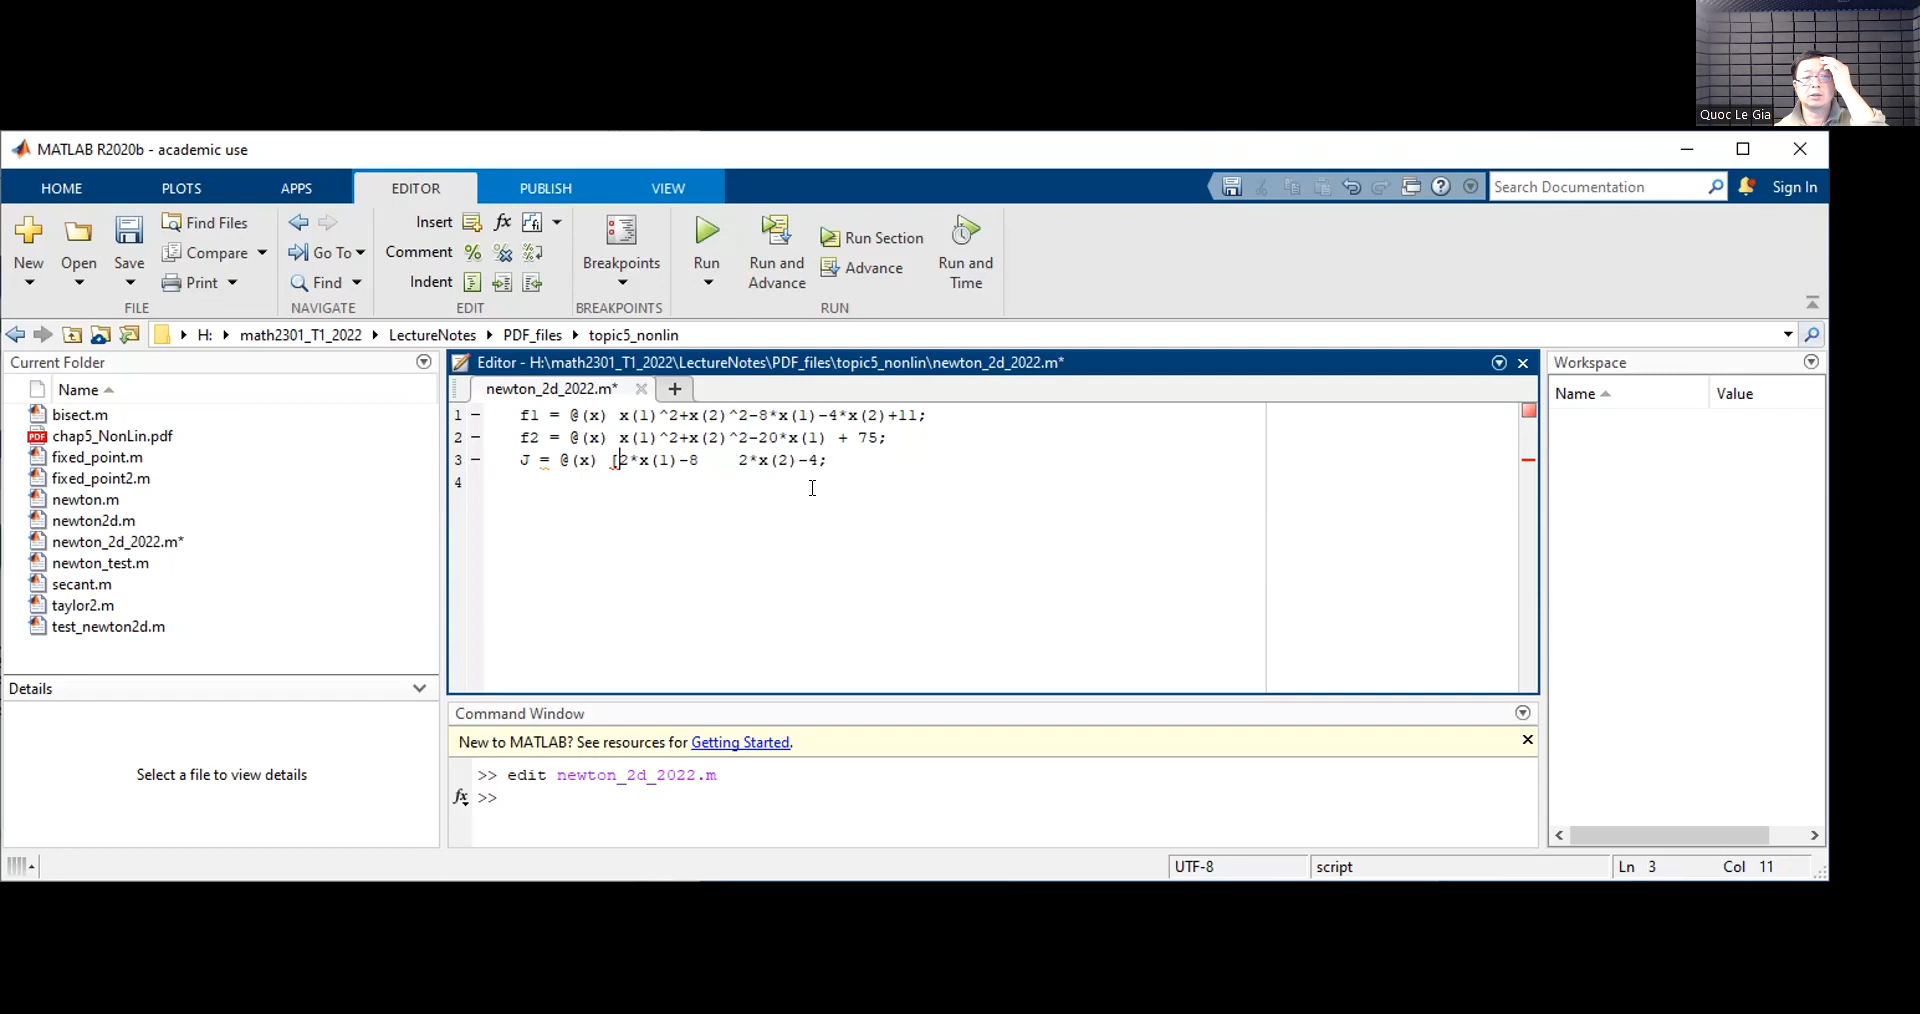 Quoc Le Gia
MATLAB R2020b - academic use
HOME PLOTS APPS EDITOR PUBLISH VIEW
Search Documentation
Sign In
New
Open
Save
Find Files
Compare
Print
FILE
Go To
Find
NAVIGATE
Insert fx
Comment % %
Indent
EDIT
Breakpoints
BREAKPOINTS
Run
Run and
Advance
Run Section
Advance
Run and
Time
RUN
H: math2301_T1_2022 LectureNotes PDF_files topic5_nonlin
Current Folder
Name
bisect.m
PDF chap5_NonLin.pdf
fixed_point.m
fixed_point2.m
newton.m
newton2d.m
newton_2d_2022.m*
newton_test.m
secant.m
taylor2.m
test_newton2d.m
Details
Select a file to view details
Editor - H:\math2301_T1_2022\LectureNotes\PDF_files\topic5_nonlin\newton_2d_2022.m*
newton_2d_2022.m*
1 f1 = @(x) x(1)^2+x(2)^2-8*x(1)-4*x(2)+11;
2 f2 = @(x) x(1)^2+x(2)^2-20*x(1) + 75;
3 J = @(x) [2*x(1)-8 2*x(2)-4;
4
Command Window
New to MATLAB? See resources for Getting Started.
>> edit newton_2d_2022.m
fx >>
Workspace
Name Value
UTF-8 script Ln 3 Col 11